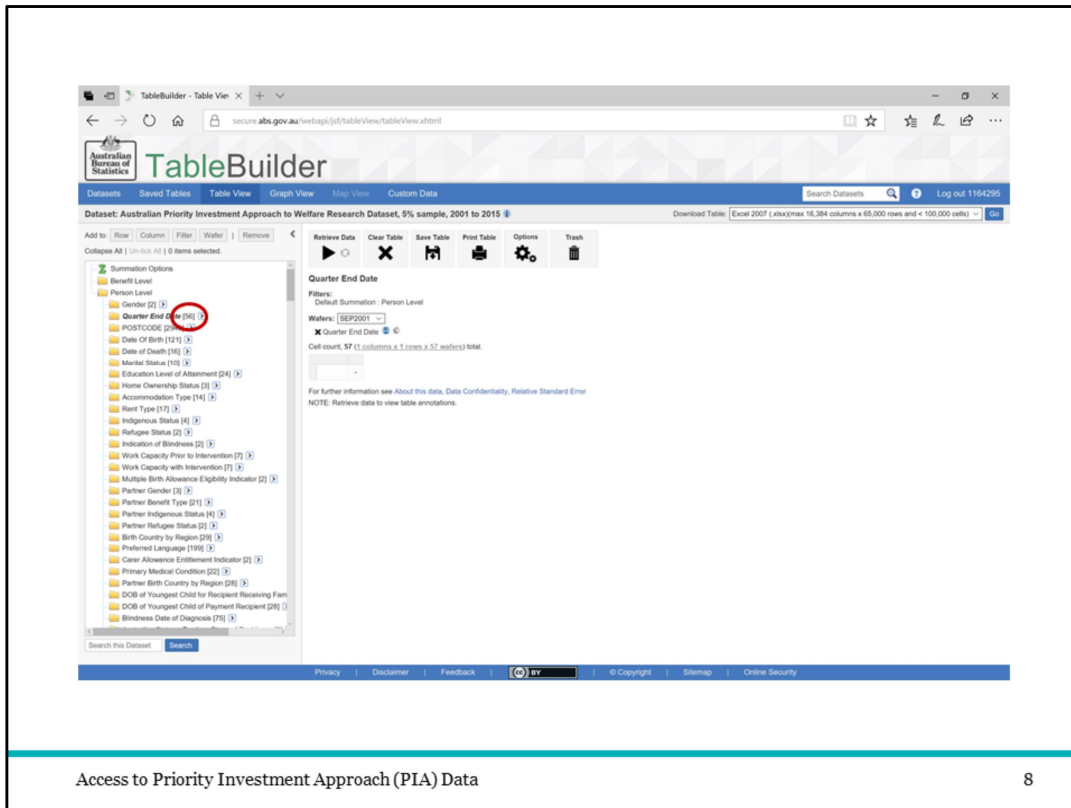 TableBuilder - Table Vie
secure.abs.gov.au/webapi/jsf/tableView/tableView.xhtml
Australian
Bureau of
Statistics
TableBuilder
Datasets Saved Tables Table View Graph View Map View Custom Data Search Datasets Log out 1164295
Dataset: Australian Priority Investment Approach to Welfare Research Dataset, 5% sample, 2001 to 2015 Download Table: Excel 2007 (.xlsx)(max 16,384 columns x 65,000 rows and < 100,000 cells) Go
Add to: Row Column Filter Wafer | Remove
Collapse All | Un-tick All | 0 items selected.
Summation Options
Benefit Level
Person Level
Gender [2]
Quarter End Date [56]
POSTCODE
Date Of Birth [121]
Date of Death [16]
Marital Status [10]
Education Level of Attainment [24]
Home Ownership Status [3]
Accommodation Type [14]
Rent Type [17]
Indigenous Status [4]
Refugee Status [2]
Indication of Blindness [2]
Work Capacity Prior to Intervention [7]
Work Capacity with Intervention [7]
Multiple Birth Allowance Eligibility Indicator [2]
Partner Gender [3]
Partner Benefit Type [21]
Partner Indigenous Status [4]
Partner Refugee Status [2]
Birth Country by Region [29]
Preferred Language [199]
Carer Allowance Entitlement Indicator [2]
Primary Medical Condition [22]
Partner Birth Country by Region [28]
DOB of Youngest Child for Recipient Receiving Fam
DOB of Youngest Child of Payment Recipient [28]
Blindness Date of Diagnosis [75]
Search this Dataset Search
Retrieve Data Clear Table Save Table Print Table Options Trash
Quarter End Date
Filters:
Default Summation : Person Level
Wafers: SEP2001
Quarter End Date
Cell count, 57 (1 columns x 1 rows x 57 wafers) total.
-
For further information see About this data, Data Confidentiality, Relative Standard Error
NOTE: Retrieve data to view table annotations.
Privacy | Disclaimer | Feedback | (cc) BY | © Copyright | Sitemap | Online Security
Access to Priority Investment Approach (PIA) Data 8